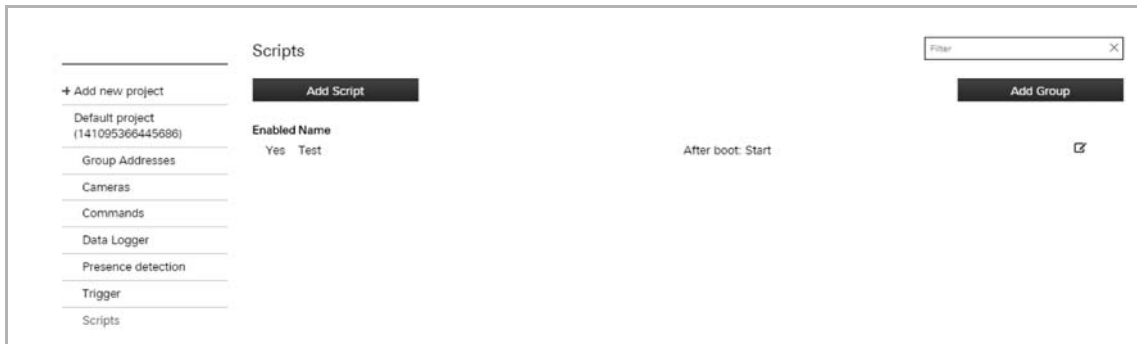 Scripts
Filter
+ Add new project
Add Script
Add Group
Default project
(141095366445686)
Enabled Name
Yes Test After boot: Start
Group Addresses
Cameras
Commands
Data Logger
Presence detection
Trigger
Scripts